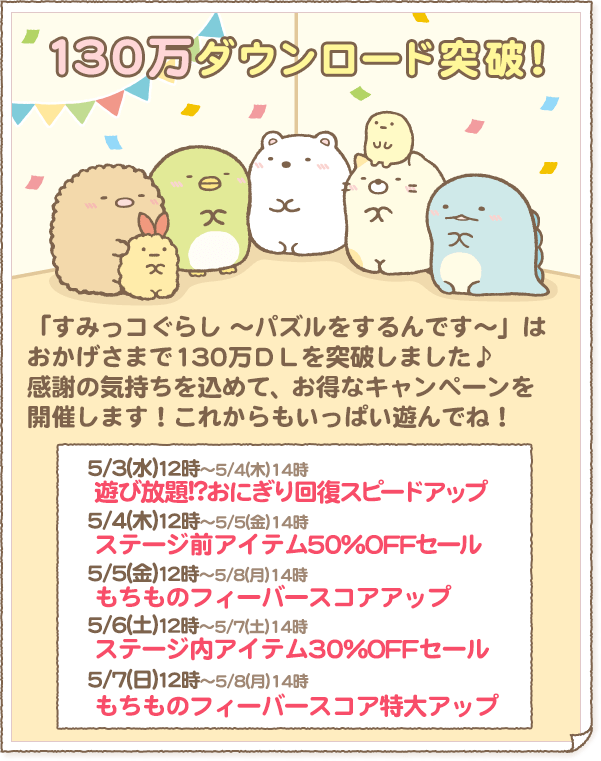 130万ダウンロード突破!
「すみっコぐらし ～パズルをするんです～」は
おかげさまで130万ＤＬを突破しました♪
感謝の気持ちを込めて、お得なキャンペーンを
開催します！これからもいっぱい遊んでね！
5/3(水)12時～5/4(木)14時
遊び放題!?おにぎり回復スピードアップ
5/4(木)12時～5/5(金)14時
ステージ前アイテム50%OFFセール
5/5(金)12時～5/8(月)14時
もちものフィーバースコアアップ
5/6(土)12時～5/7(土)14時
ステージ内アイテム30%OFFセール
5/7(日)12時～5/8(月)14時
もちものフィーバースコア特大アップ